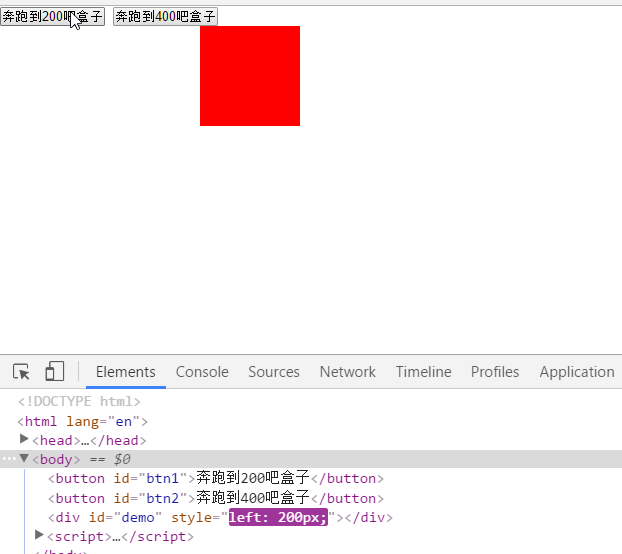 奔跑到200吧盒子 奔跑到400吧盒子
Elements Console Sources Network Timeline Profiles Application
<!DOCTYPE html>
<html lang="en">
<head>…</head>
<body> == $0
<button id="btn1">奔跑到200吧盒子</button>
<button id="btn2">奔跑到400吧盒子</button>
<div id="demo" style="left: 200px;"></div>
<script>…</script>
</body>